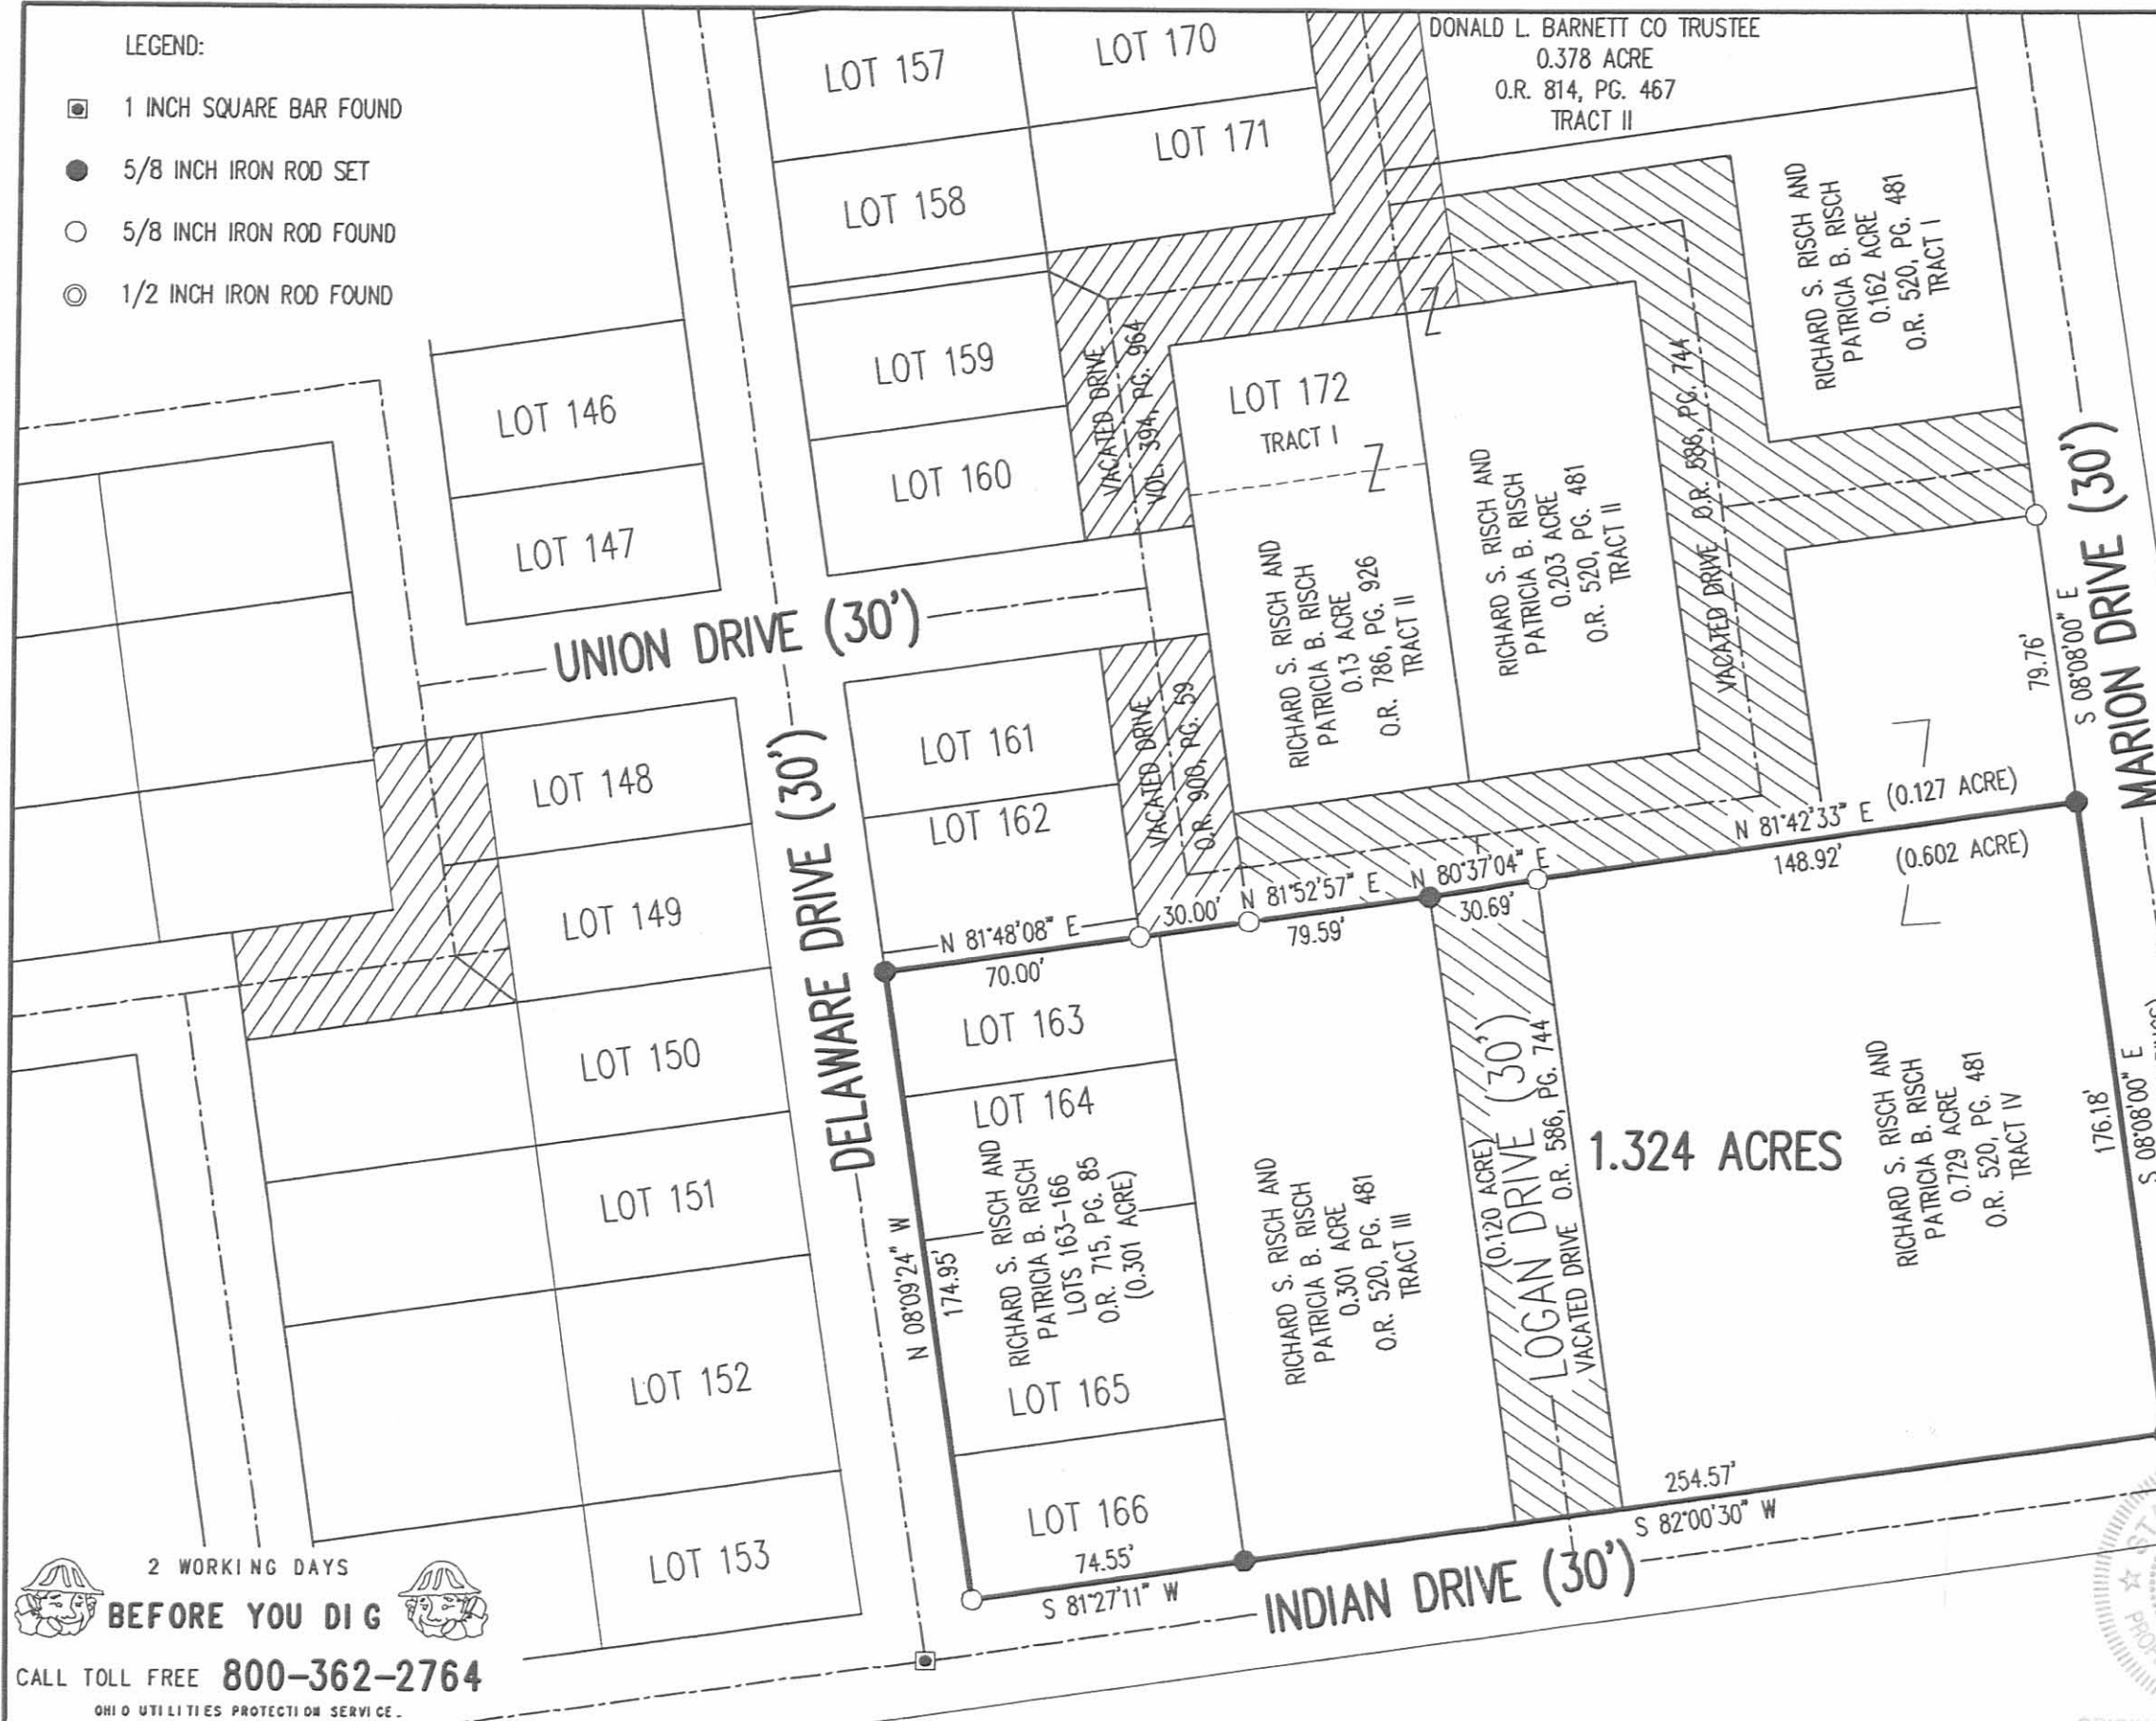 LEGEND:
1 INCH SQUARE BAR FOUND
5/8 INCH IRON ROD SET
5/8 INCH IRON ROD FOUND
1/2 INCH IRON ROD FOUND
LOT 157
LOT 170
LOT 158
LOT 171
DONALD L. BARNETT CO TRUSTEE
0.378 ACRE
O.R. 814, PG. 467
TRACT II
RICHARD S. RISCH AND
PATRICIA B. RISCH
0.162 ACRE
O.R. 520, PG. 481
TRACT I
LOT 146
LOT 147
LOT 159
LOT 160
VACATED DRIVE
VOL. 394, PG. 964
LOT 172
TRACT I
Z
Z
RICHARD S. RISCH AND
PATRICIA B. RISCH
0.13 ACRE
O.R. 786, PG. 926
TRACT II
RICHARD S. RISCH AND
PATRICIA B. RISCH
0.203 ACRE
O.R. 520, PG. 481
TRACT II
VACATED DRIVE O.R. 586, PG. 744
MARION DRIVE (30')
79.76'
S 08°08'00" E
UNION DRIVE (30')
DELAWARE DRIVE (30')
LOT 161
LOT 162
VACATED DRIVE
O.R. 900, PG. 59
LOT 148
LOT 149
LOT 150
LOT 151
LOT 152
LOT 153
N 81°48'08" E
70.00'
30.00'
N 81°52'57" E
79.59'
N 80°37'04" E
30.69'
N 81°42'33" E
148.92'
(0.127 ACRE)
(0.602 ACRE)
LOT 163
LOT 164
RICHARD S. RISCH AND
PATRICIA B. RISCH
LOTS 163-166
O.R. 715, PG. 85
(0.301 ACRE)
LOT 165
LOT 166
N 08°09'24" W
174.95'
RICHARD S. RISCH AND
PATRICIA B. RISCH
0.301 ACRE
O.R. 520, PG. 481
TRACT III
(0.120 ACRE)
LOGAN DRIVE (30')
VACATED DRIVE O.R. 586, PG. 744
1.324 ACRES
RICHARD S. RISCH AND
PATRICIA B. RISCH
0.729 ACRE
O.R. 520, PG. 481
TRACT IV
176.18'
S 08°08'00" E
254.57'
S 82°00'30" W
74.55'
S 81°27'11" W
INDIAN DRIVE (30')
2 WORKING DAYS
BEFORE YOU DIG
CALL TOLL FREE 800-362-2764
OHIO UTILITIES PROTECTION SERVICE.